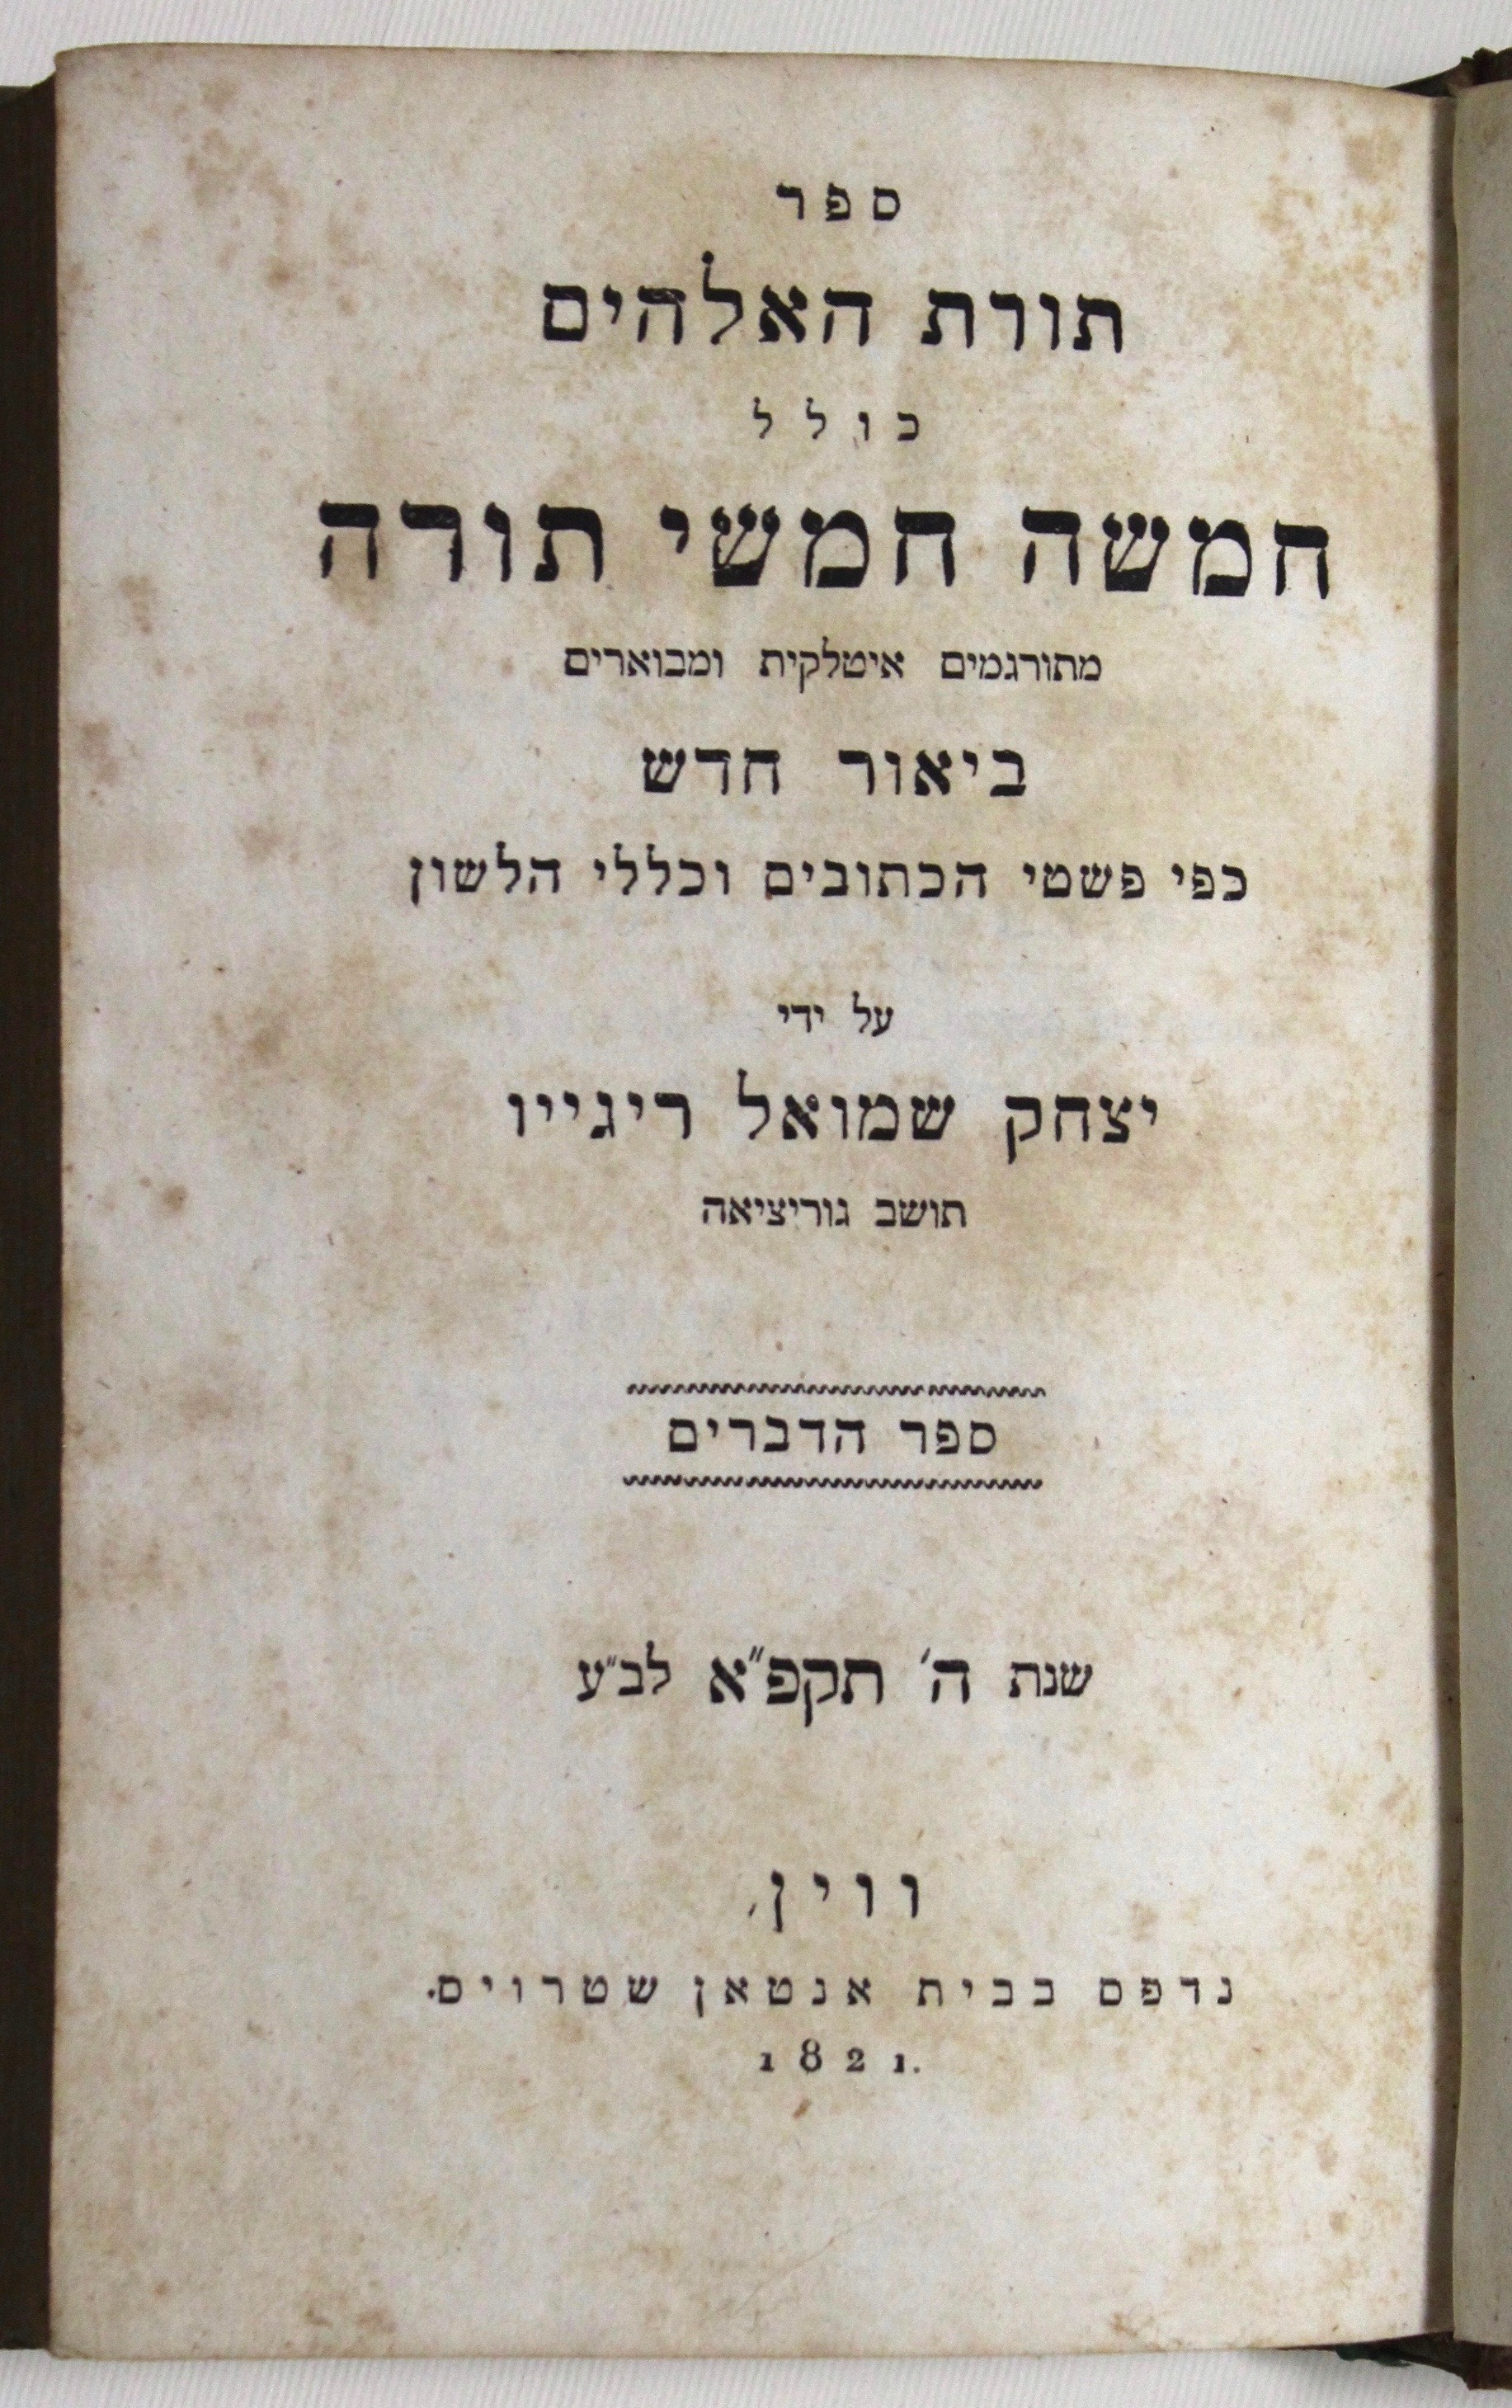 ספר
תורת האלהים
כולל
חמשה חמשי תורה
מתורגמים איטלקית ומבוארים
ביאור חדש
כפי פשטי הכתובים וכללי הלשון
על ידי
יצחק שמואל ריגייו
תושב גוריציאה
ספר הדברים
שנת ה׳ תקפ״א לב״ע
ווין,
נדפס בבית אנטאן שטרויס.
1821.